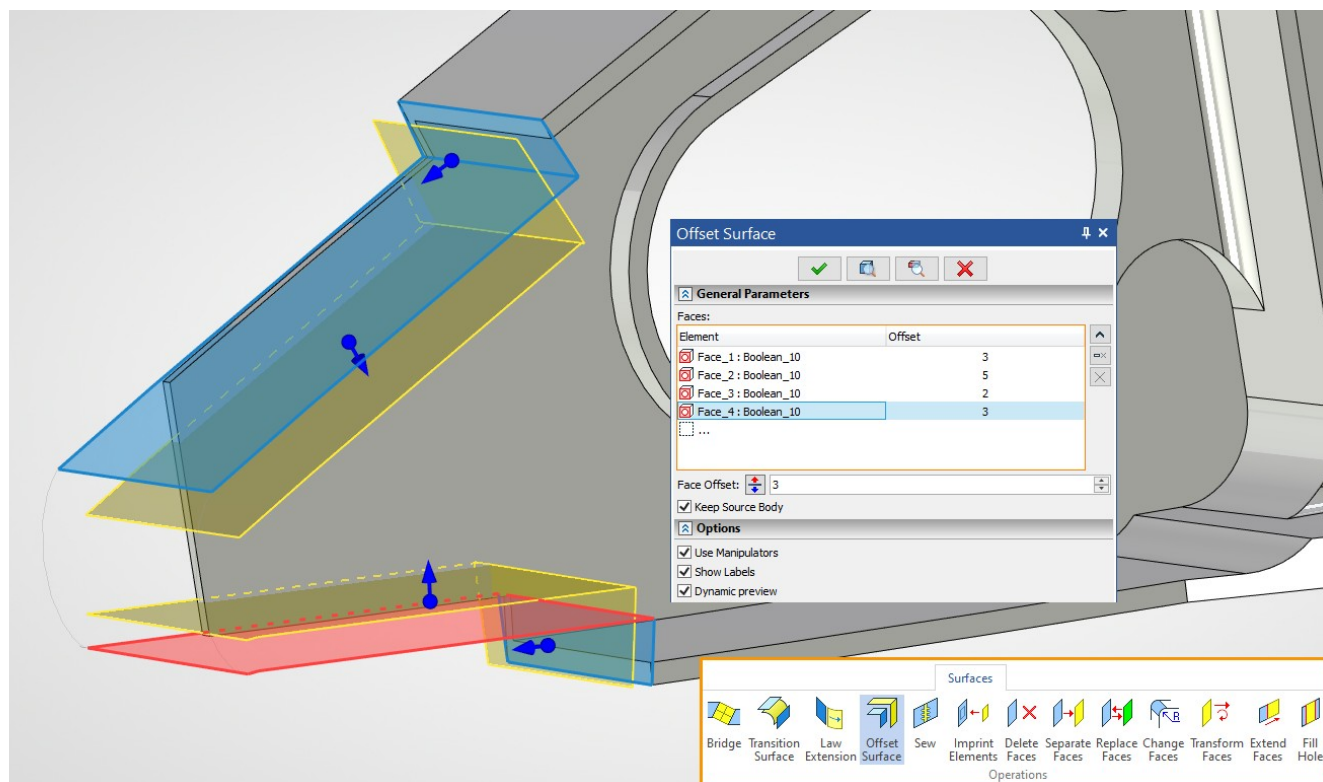 Offset Surface
General Parameters
Faces:
Element Offset
Face_1 : Boolean_10 3
Face_2 : Boolean_10 5
Face_3 : Boolean_10 2
Face_4 : Boolean_10 3
...
Face Offset: 3
Keep Source Body
Options
Use Manipulators
Show Labels
Dynamic preview
Surfaces
R
Bridge Transition Surface Law Extension Offset Surface Sew Imprint Elements Delete Faces Separate Faces Replace Faces Change Faces Transform Faces Extend Faces Fill Hole
Operations